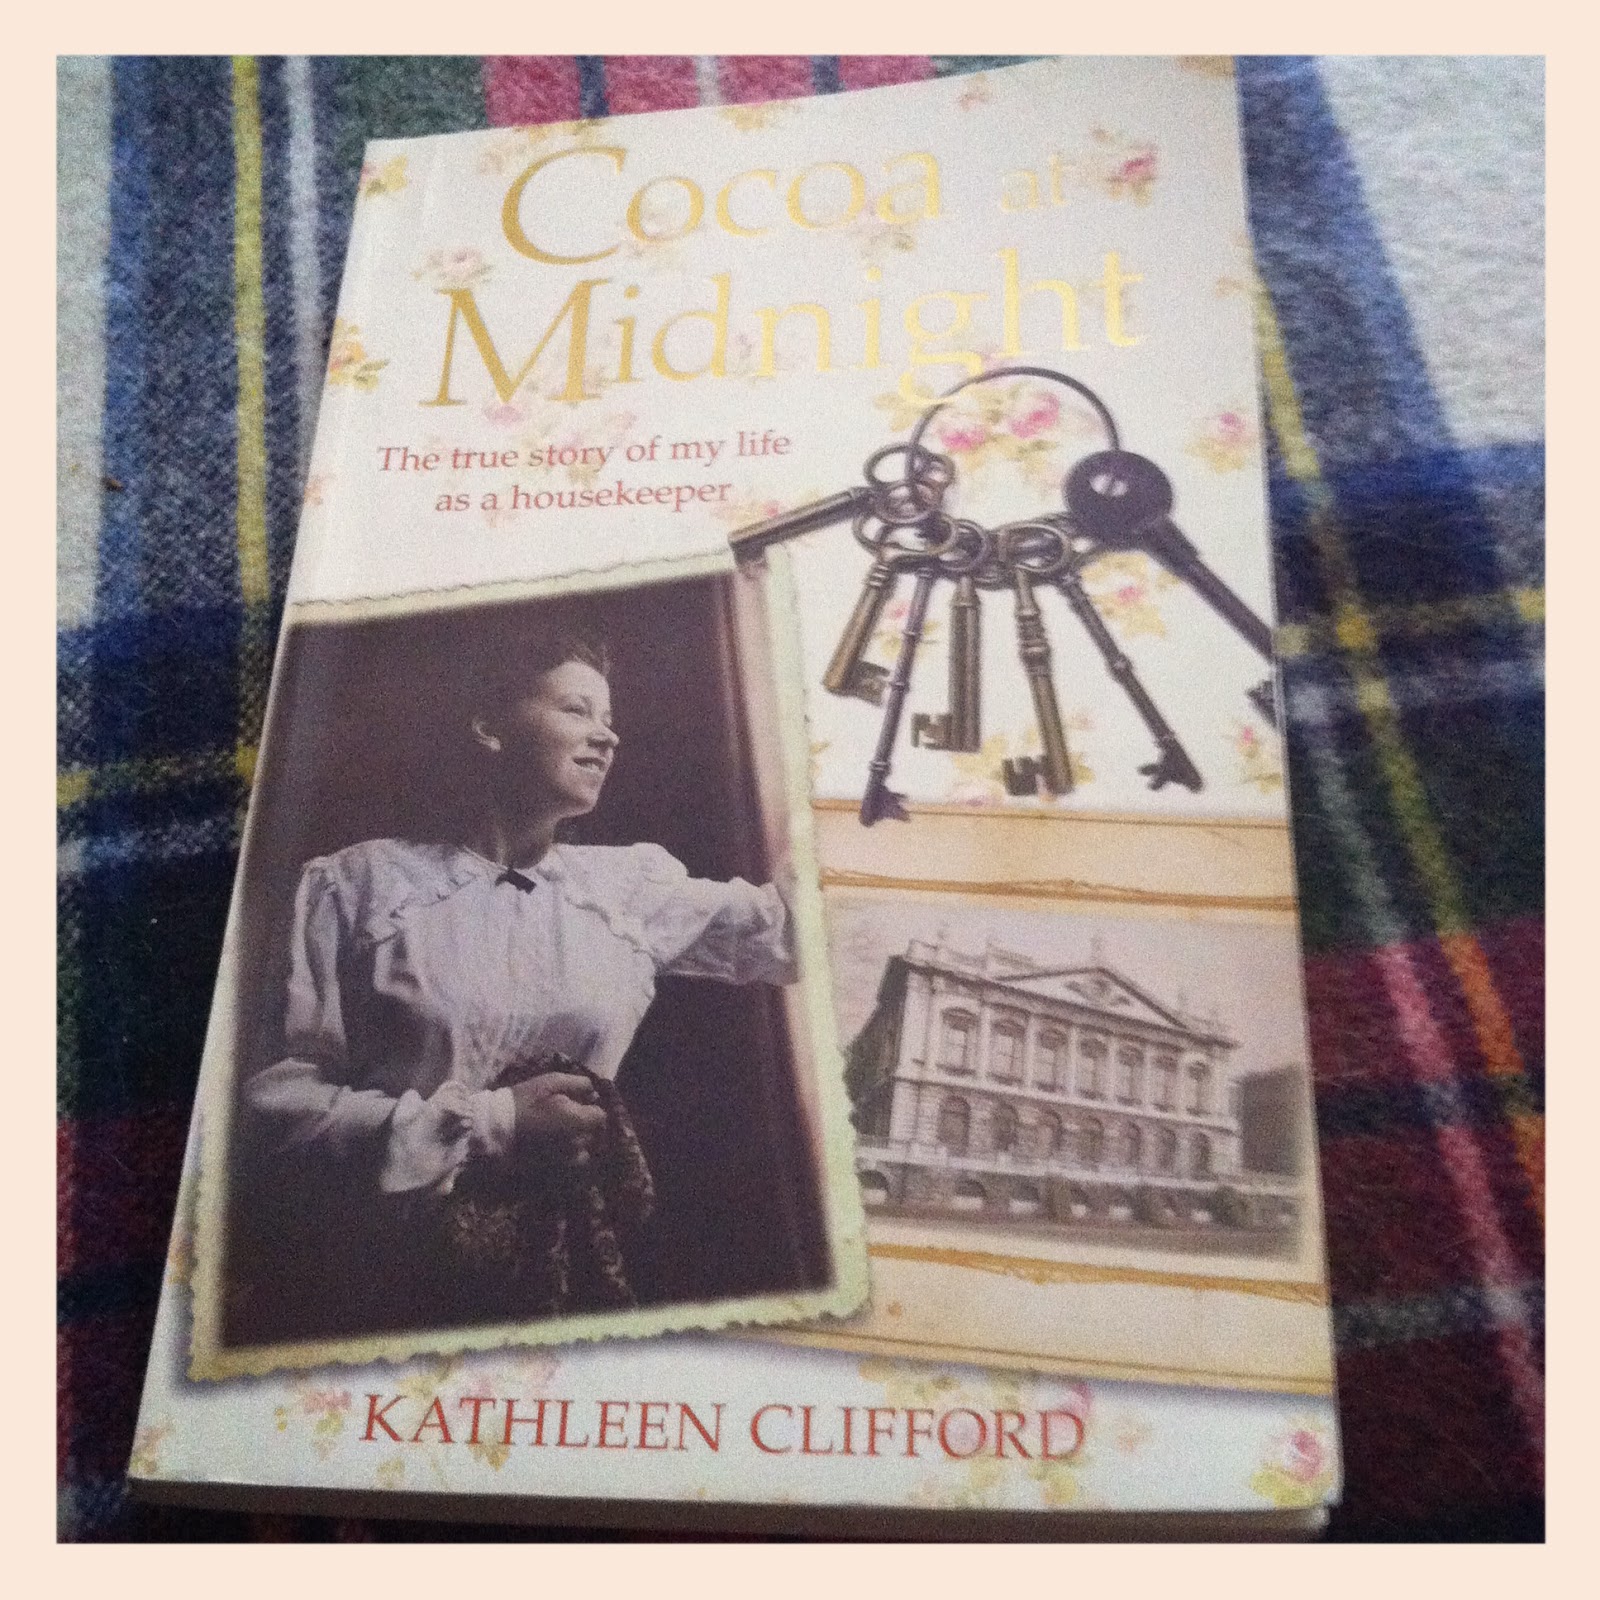 Cocoa at
Midnight
The true story of my life
as a housekeeper
KATHLEEN CLIFFORD